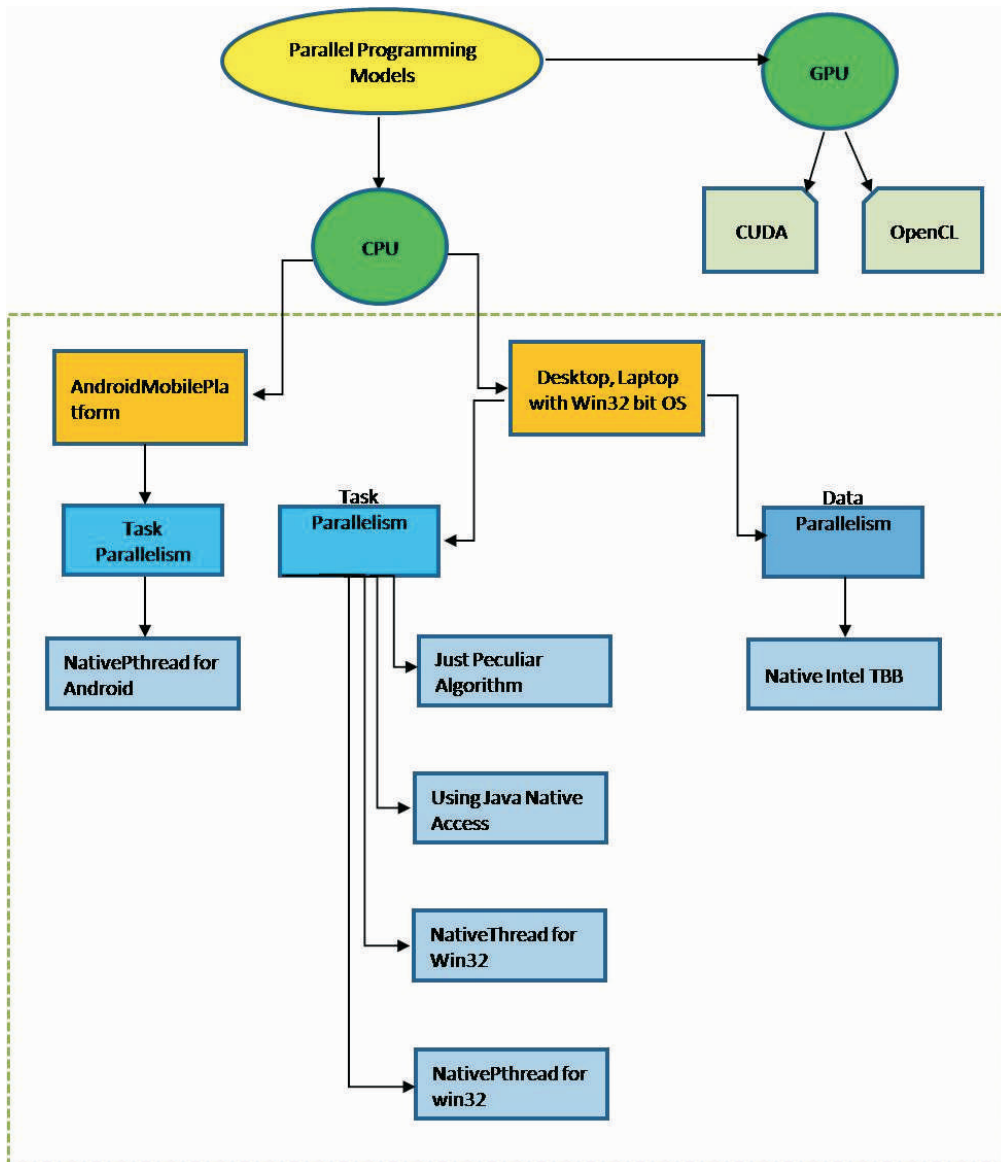 Parallel Programming
Models
GPU
CUDA
OpenCL
CPU
AndroidMobilePla
tform
Desktop, Laptop
with Win32 bit OS
Task
Parallelism
Task
Parallelism
Data
Parallelism
NativePthread for
Android
Just Peculiar
Algorithm
Native Intel TBB
Using Java Native
Access
NativeThread for
Win32
NativePthread for
win32